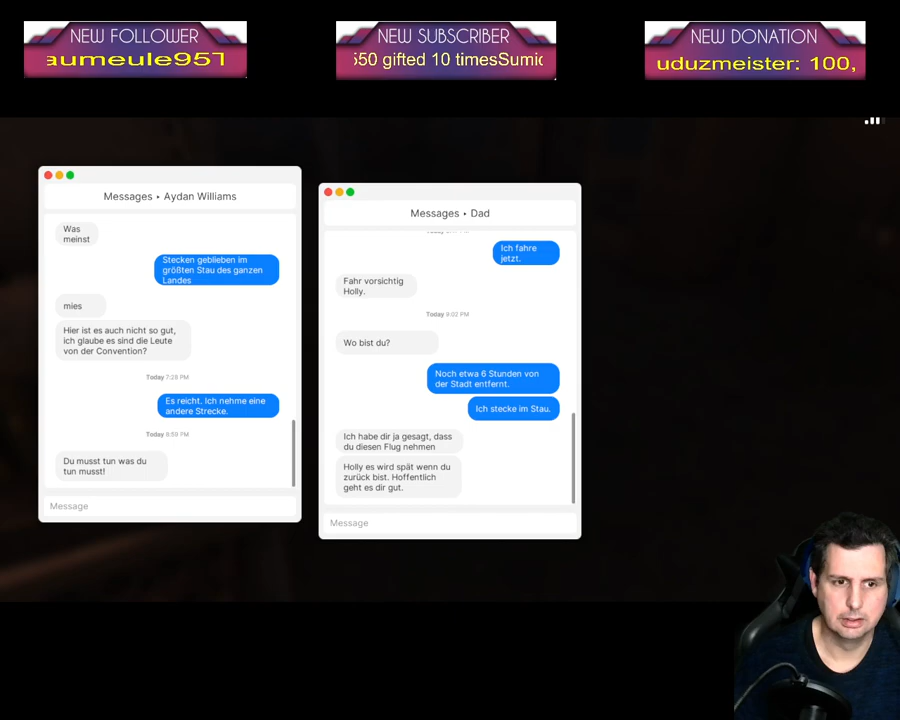 NEW FOLLOWER
aumeule957
NEW SUBSCRIBER
50 gifted 10 timesSumic
NEW DONATION
uduzmeister: 100,
Messages • Aydan Williams
Was
meinst
Stecken geblieben im
größten Stau des ganzen
Landes
mies
Hier ist es auch nicht so gut,
ich glaube es sind die Leute
von der Convention?
Today 7:28 PM
Es reicht. Ich nehme eine
andere Strecke.
Today 8:59 PM
Du musst tun was du
tun musst!
Message
Messages • Dad
Ich fahre
jetzt.
Fahr vorsichtig
Holly.
Today 8:02 PM
Wo bist du?
Noch etwa 6 Stunden von
der Stadt entfernt.
Ich stecke im Stau.
Ich habe dir ja gesagt, dass
du diesen Flug nehmen
Holly es wird spät wenn du
zurück bist. Hoffentlich
geht es dir gut.
Message